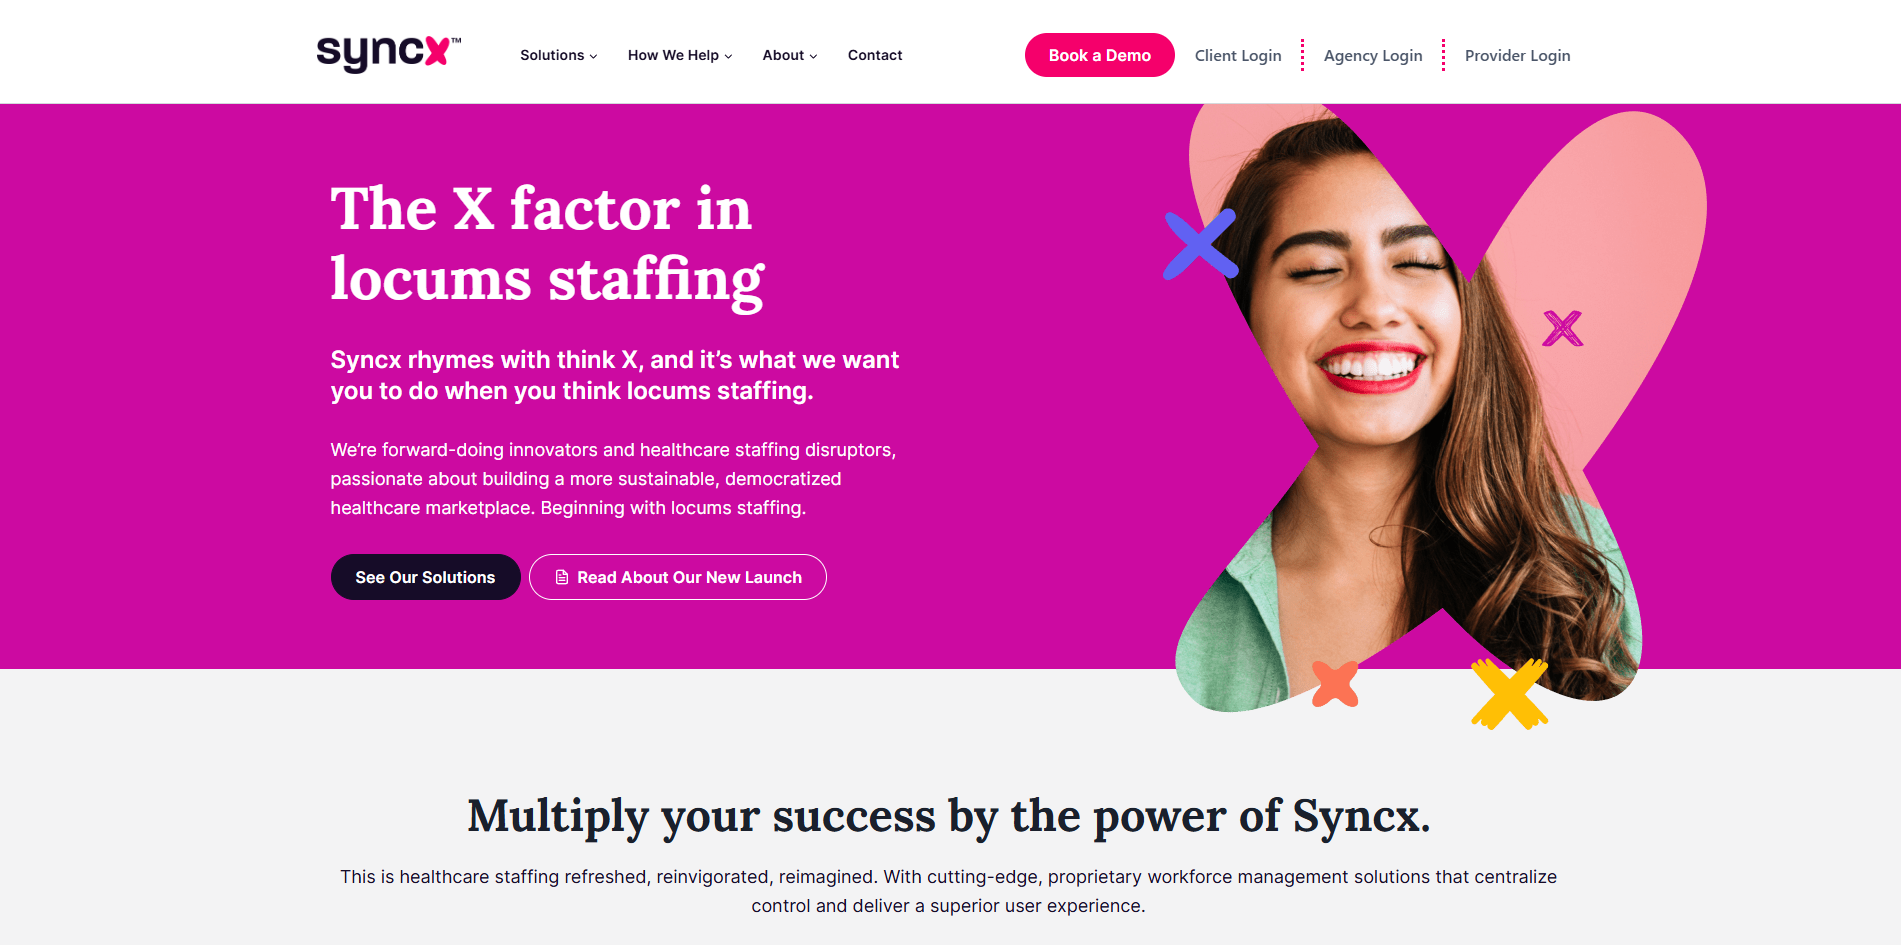 syncx™
Solutions
How We Help
About
Contact
Book a Demo
Client Login
Agency Login
Provider Login
The X factor in
locums staffing
Syncx rhymes with think X, and it’s what we want
you to do when you think locums staffing.
We’re forward-doing innovators and healthcare staffing disruptors,
passionate about building a more sustainable, democratized
healthcare marketplace. Beginning with locums staffing.
See Our Solutions
Read About Our New Launch
Multiply your success by the power of Syncx.
This is healthcare staffing refreshed, reinvigorated, reimagined. With cutting-edge, proprietary workforce management solutions that centralize
control and deliver a superior user experience.